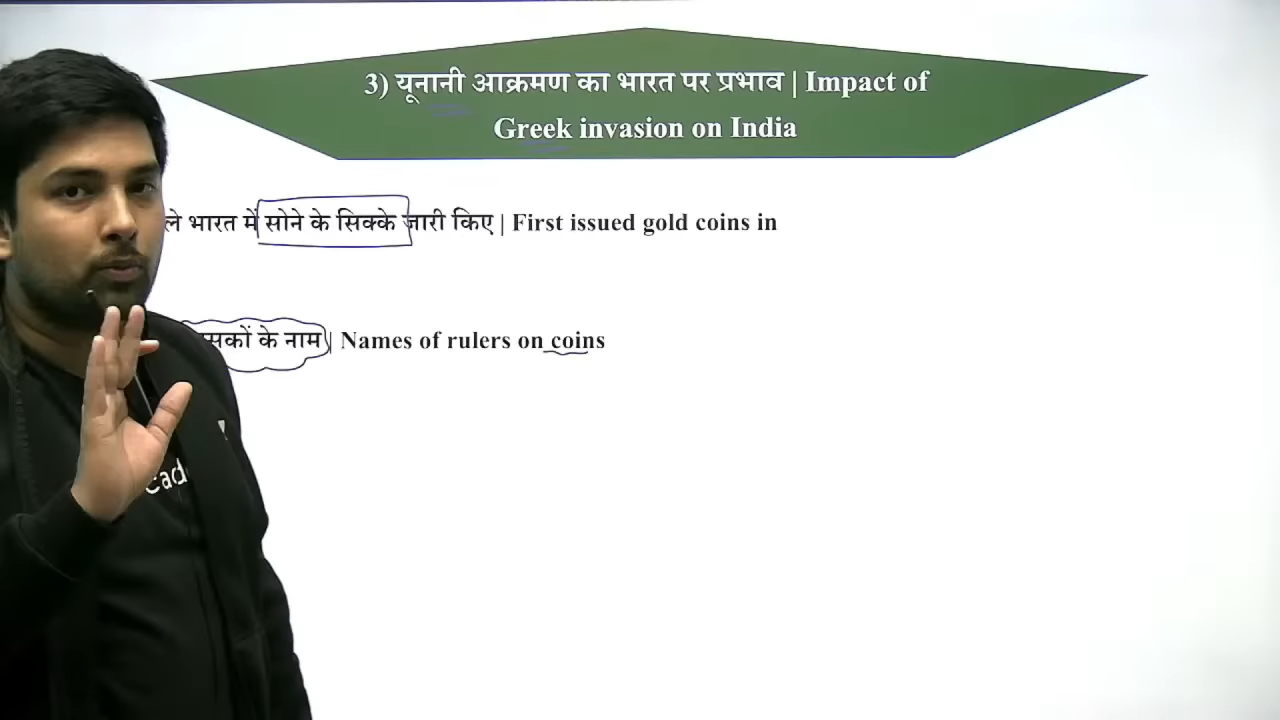 3) यूनानी आक्रमण का भारत पर प्रभाव | Impact of
Greek invasion on India
भारत में सोने के सिक्के जारी किए | First issued gold coins in
के नाम | Names of rulers on coins